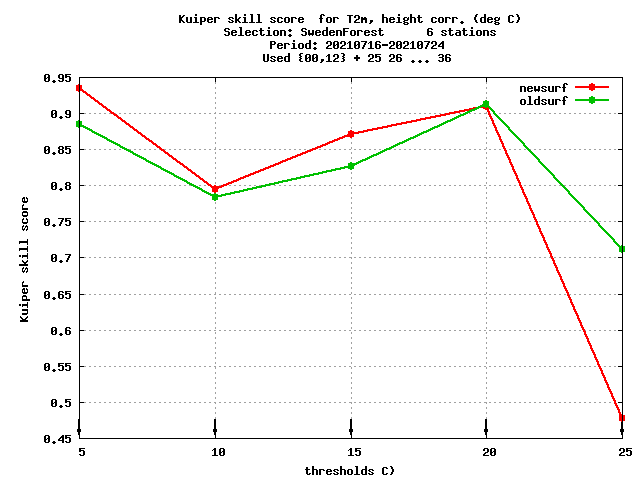 Kuiper skill score  for T2m, height corr. (deg C)
Selection: SwedenForest      6 stations
Period: 20210716-20210724
Used {00,12} + 25 26 ... 36
newsurf
oldsurf
0.95
0.9
0.85
0.8
0.75
0.7
0.65
0.6
0.55
0.5
0.45
Kuiper skill score
5 10 15 20 25
thresholds C)